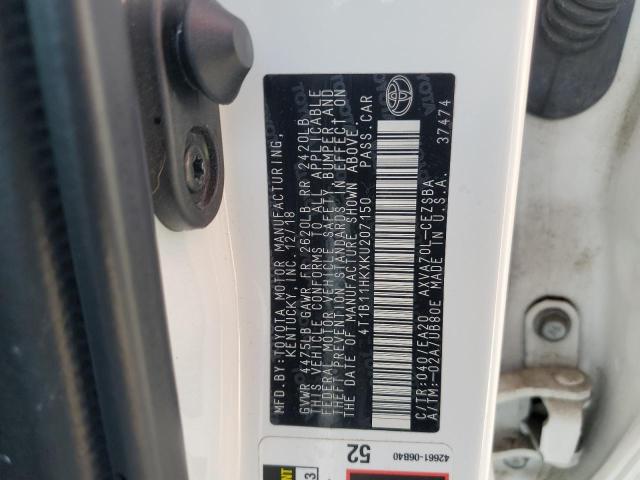 MFD.BY:TOYOTA MOTOR MANUFACTURING,
KENTUCKY, INC. 12/18
GVWR 4475LB GAWR FR 2620LB RR 2420LB
THIS VEHICLE CONFORMS TO ALL APPLICABLE
FEDERAL MOTOR VEHICLE SAFETY, BUMPER, AND
THEFT PREVENTION STANDARDS IN EFFECT ON
THE DATE OF MANUFACTURE SHOWN ABOVE.
4T1B11HKXKU207150 PASS.CAR
C/TR:040/EA20 AXVA70L-CEZSBA
A/TM:-02A/UB80E MADE IN U.S.A.
37474
TOYOTA
42661-06B40
52